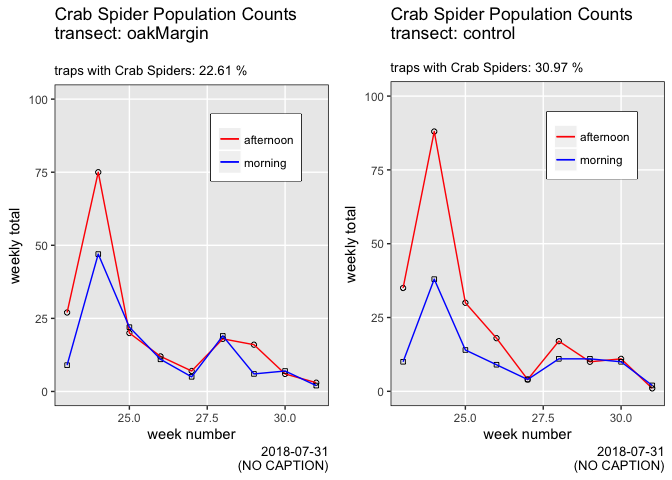 Crab Spider Population Counts
transect: oakMargin
traps with Crab Spiders: 22.61 %
100
75
50
25
0
weekly total
afternoon
morning
25.0
27.5
30.0
week number
2018-07-31
(NO CAPTION)
Crab Spider Population Counts
transect: control
traps with Crab Spiders: 30.97 %
100
75
50
25
0
weekly total
afternoon
morning
25.0
27.5
30.0
week number
2018-07-31
(NO CAPTION)